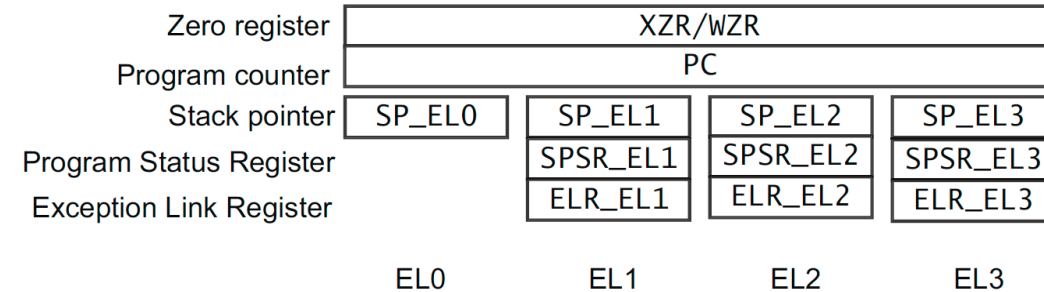 Zero register XZR/WZR
Program counter PC
Stack pointer SP_EL0 SP_EL1 SP_EL2 SP_EL3
Program Status Register SPSR_EL1 SPSR_EL2 SPSR_EL3
Exception Link Register ELR_EL1 ELR_EL2 ELR_EL3
EL0 EL1 EL2 EL3